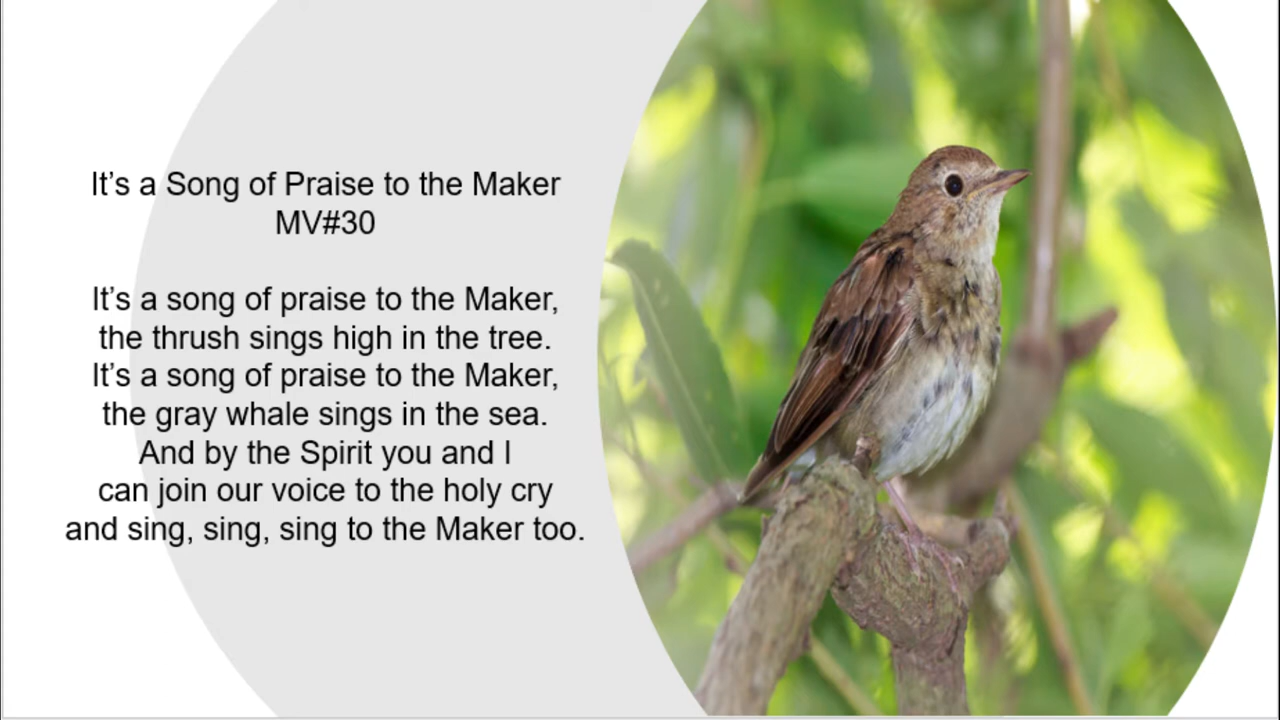 It’s a Song of Praise to the Maker
MV#30
It’s a song of praise to the Maker,
the thrush sings high in the tree.
It’s a song of praise to the Maker,
the gray whale sings in the sea.
And by the Spirit you and I
can join our voice to the holy cry
and sing, sing, sing to the Maker too.